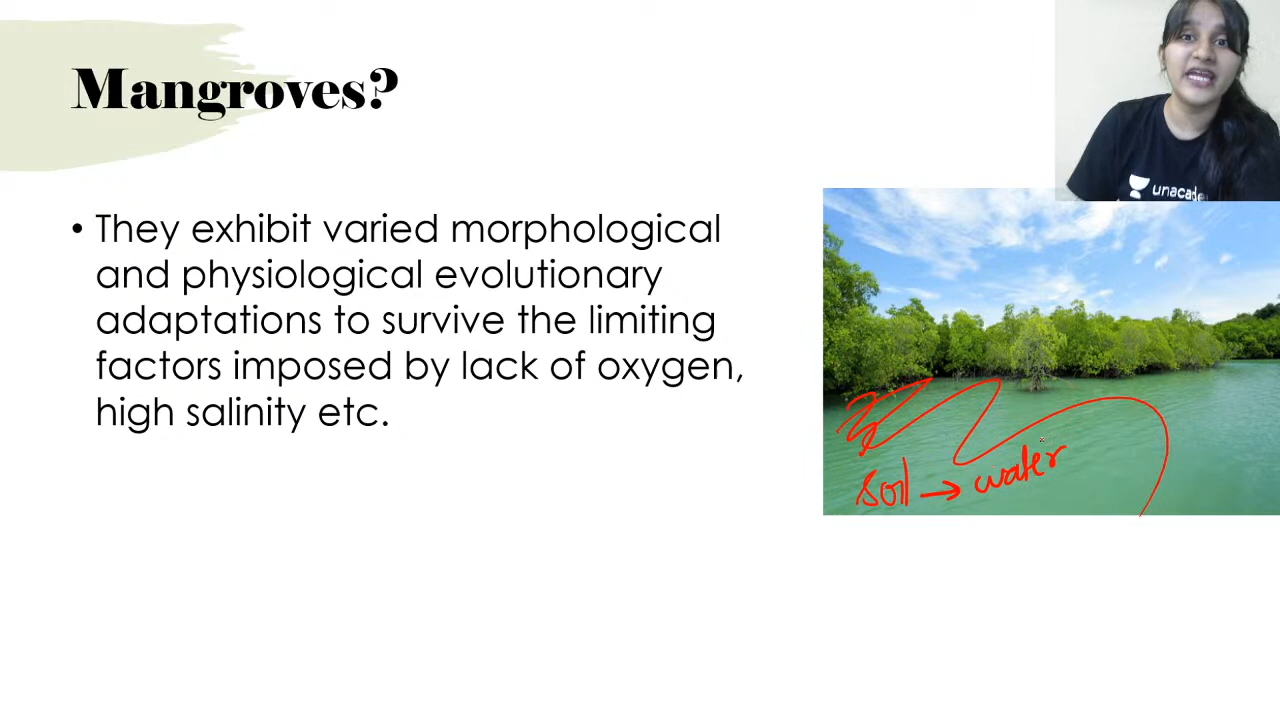 Mangroves?
unacade
• They exhibit varied morphological
and physiological evolutionary
adaptations to survive the limiting
factors imposed by lack of oxygen,
high salinity etc.
soil → water